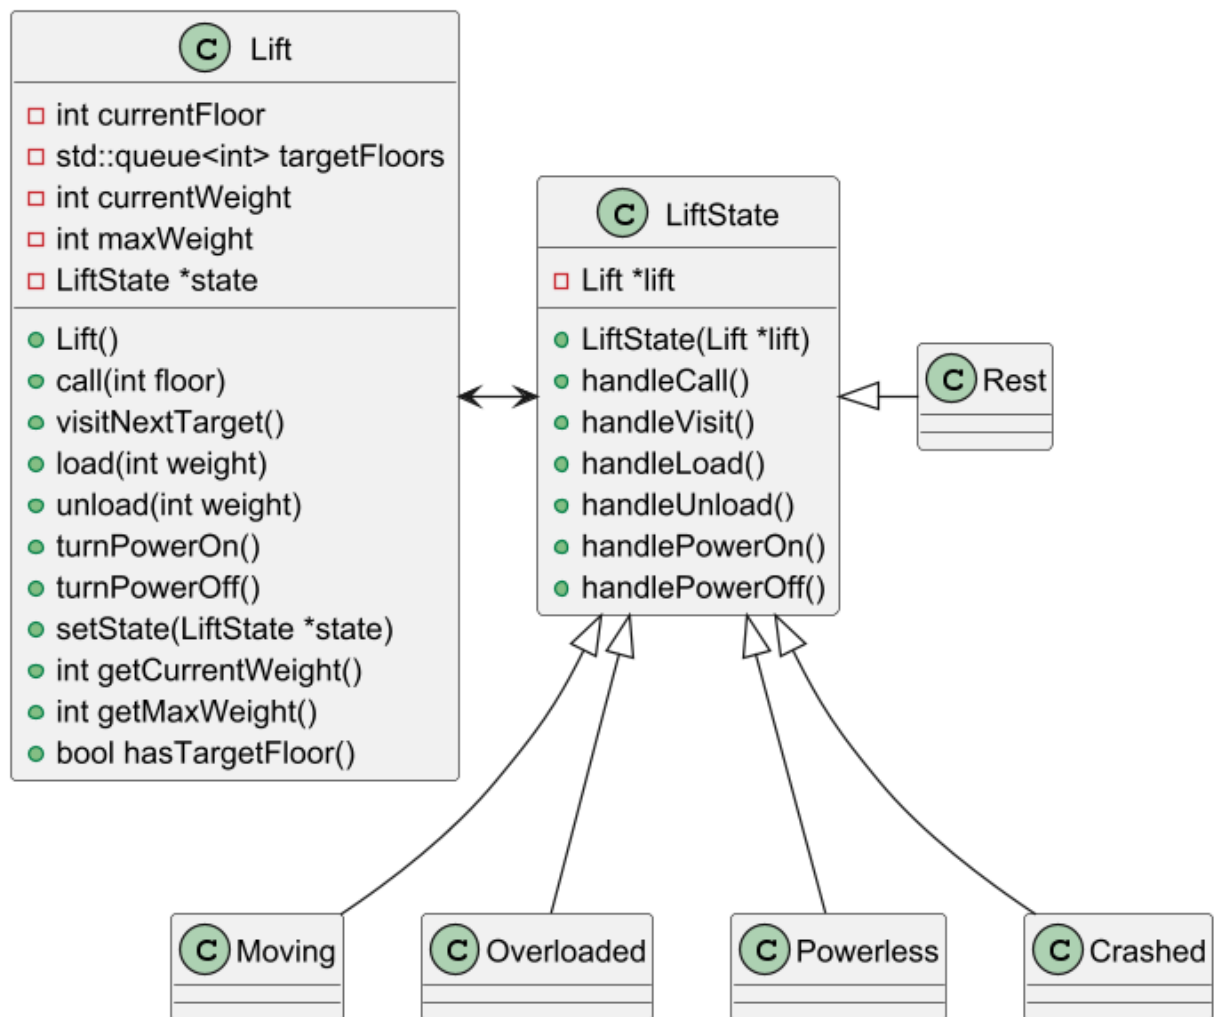 C Lift
int currentFloor
std::queue<int> targetFloors
int currentWeight
int maxWeight
LiftState *state
Lift()
call(int floor)
visitNextTarget()
load(int weight)
unload(int weight)
turnPowerOn()
turnPowerOff()
setState(LiftState *state)
int getCurrentWeight()
int getMaxWeight()
bool hasTargetFloor()
C LiftState
Lift *lift
LiftState(Lift *lift)
handleCall()
handleVisit()
handleLoad()
handleUnload()
handlePowerOn()
handlePowerOff()
C Rest
C Moving
C Overloaded
C Powerless
C Crashed